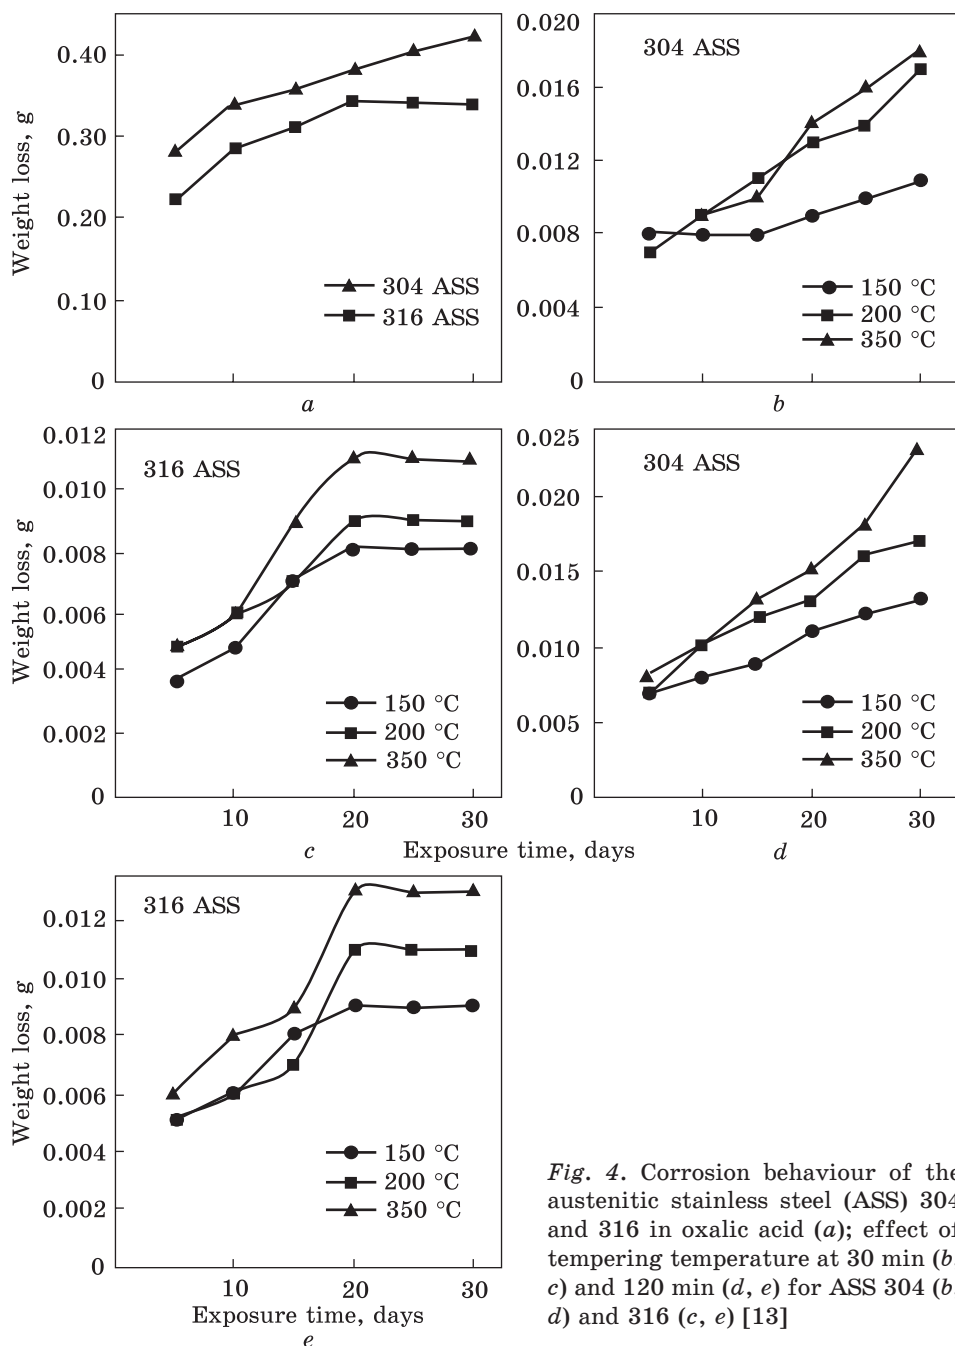 Weight loss, g
0.40
0.30
0.20
0.10
0
304 ASS
316 ASS
a
0.020
0.016
0.012
0.008
0.004
0
304 ASS
150 °C
200 °C
350 °C
b
Weight loss, g
0.012
0.010
0.008
0.006
0.004
0.002
0
316 ASS
150 °C
200 °C
350 °C
10 20 30
c
0.025
0.020
0.015
0.010
0.005
0
304 ASS
150 °C
200 °C
350 °C
10 20 30
d
Exposure time, days
Weight loss, g
0.012
0.010
0.008
0.006
0.004
0.002
0
316 ASS
150 °C
200 °C
350 °C
10 20 30
Exposure time, days
e
Fig. 4. Corrosion behaviour of the
austenitic stainless steel (ASS) 304
and 316 in oxalic acid (a); effect of
tempering temperature at 30 min (b,
c) and 120 min (d, e) for ASS 304 (b,
d) and 316 (c, e) [13]